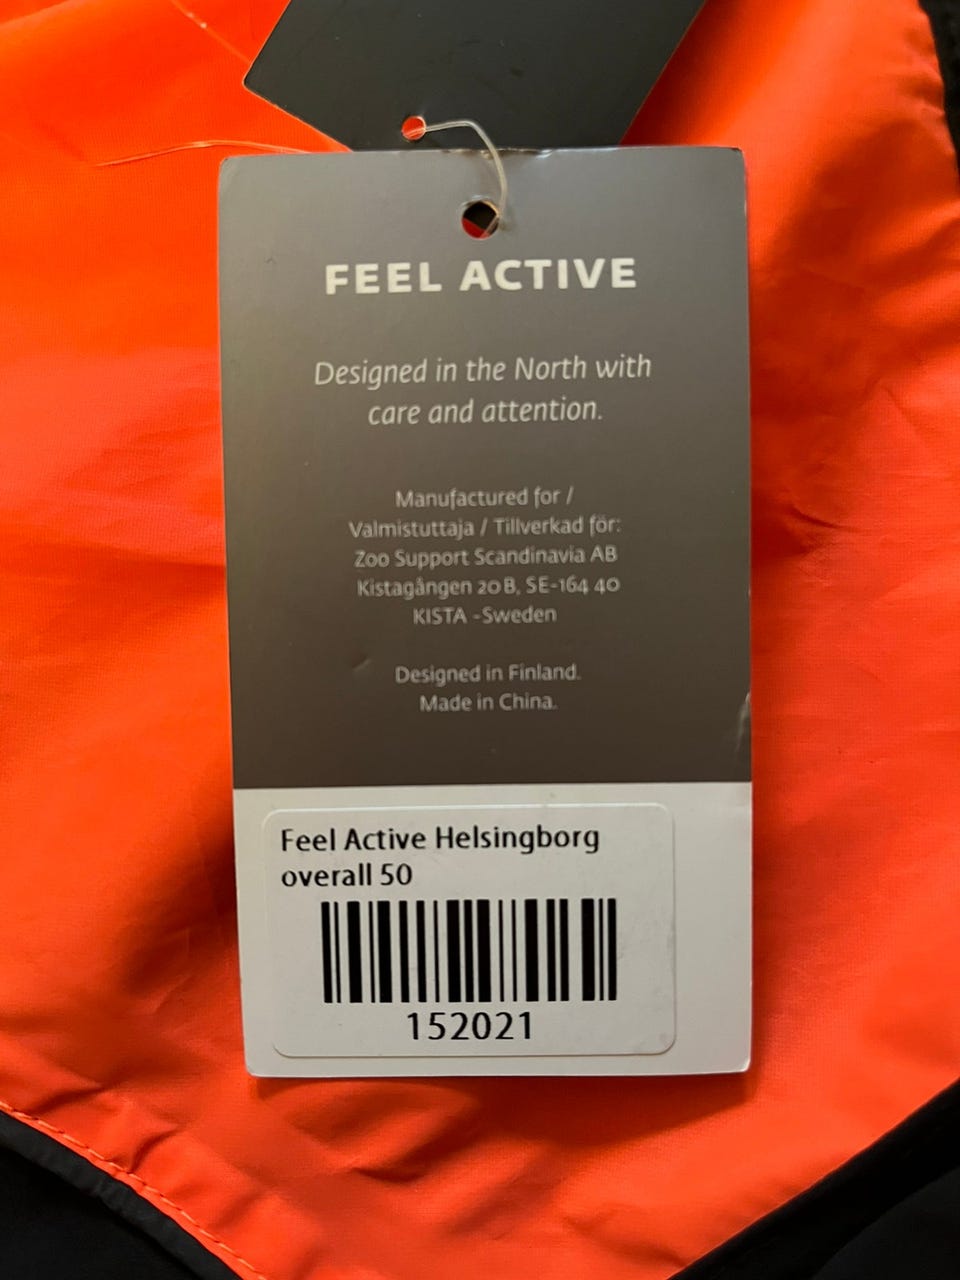 FEEL ACTIVE
Designed in the North with
care and attention.
Manufactured for /
Valmistuttaja / Tillverkad för:
Zoo Support Scandinavia AB
Kistagången 20 B, SE-164 40
KISTA - Sweden
Designed in Finland.
Made in China.
Feel Active Helsingborg
overall 50
152021